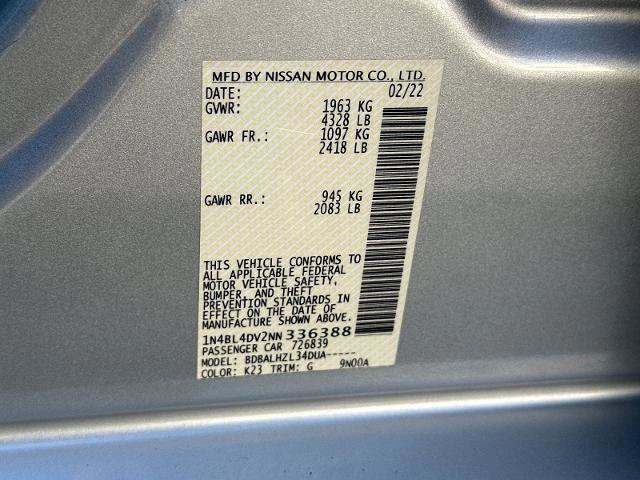 MFD BY NISSAN MOTOR CO., LTD.
DATE: 02/22
GVWR: 1963 KG
4328 LB
GAWR FR.: 1097 KG
2418 LB
GAWR RR.: 945 KG
2083 LB
THIS VEHICLE CONFORMS TO
ALL APPLICABLE FEDERAL
MOTOR VEHICLE SAFETY,
BUMPER, AND THEFT
PREVENTION STANDARDS IN
EFFECT ON THE DATE OF
MANUFACTURE SHOWN ABOVE.
1N4BL4DV2NN336388
PASSENGER CAR 726839
MODEL: BDBALHZL34DUA-----
COLOR: K23 TRIM: G 9N00A